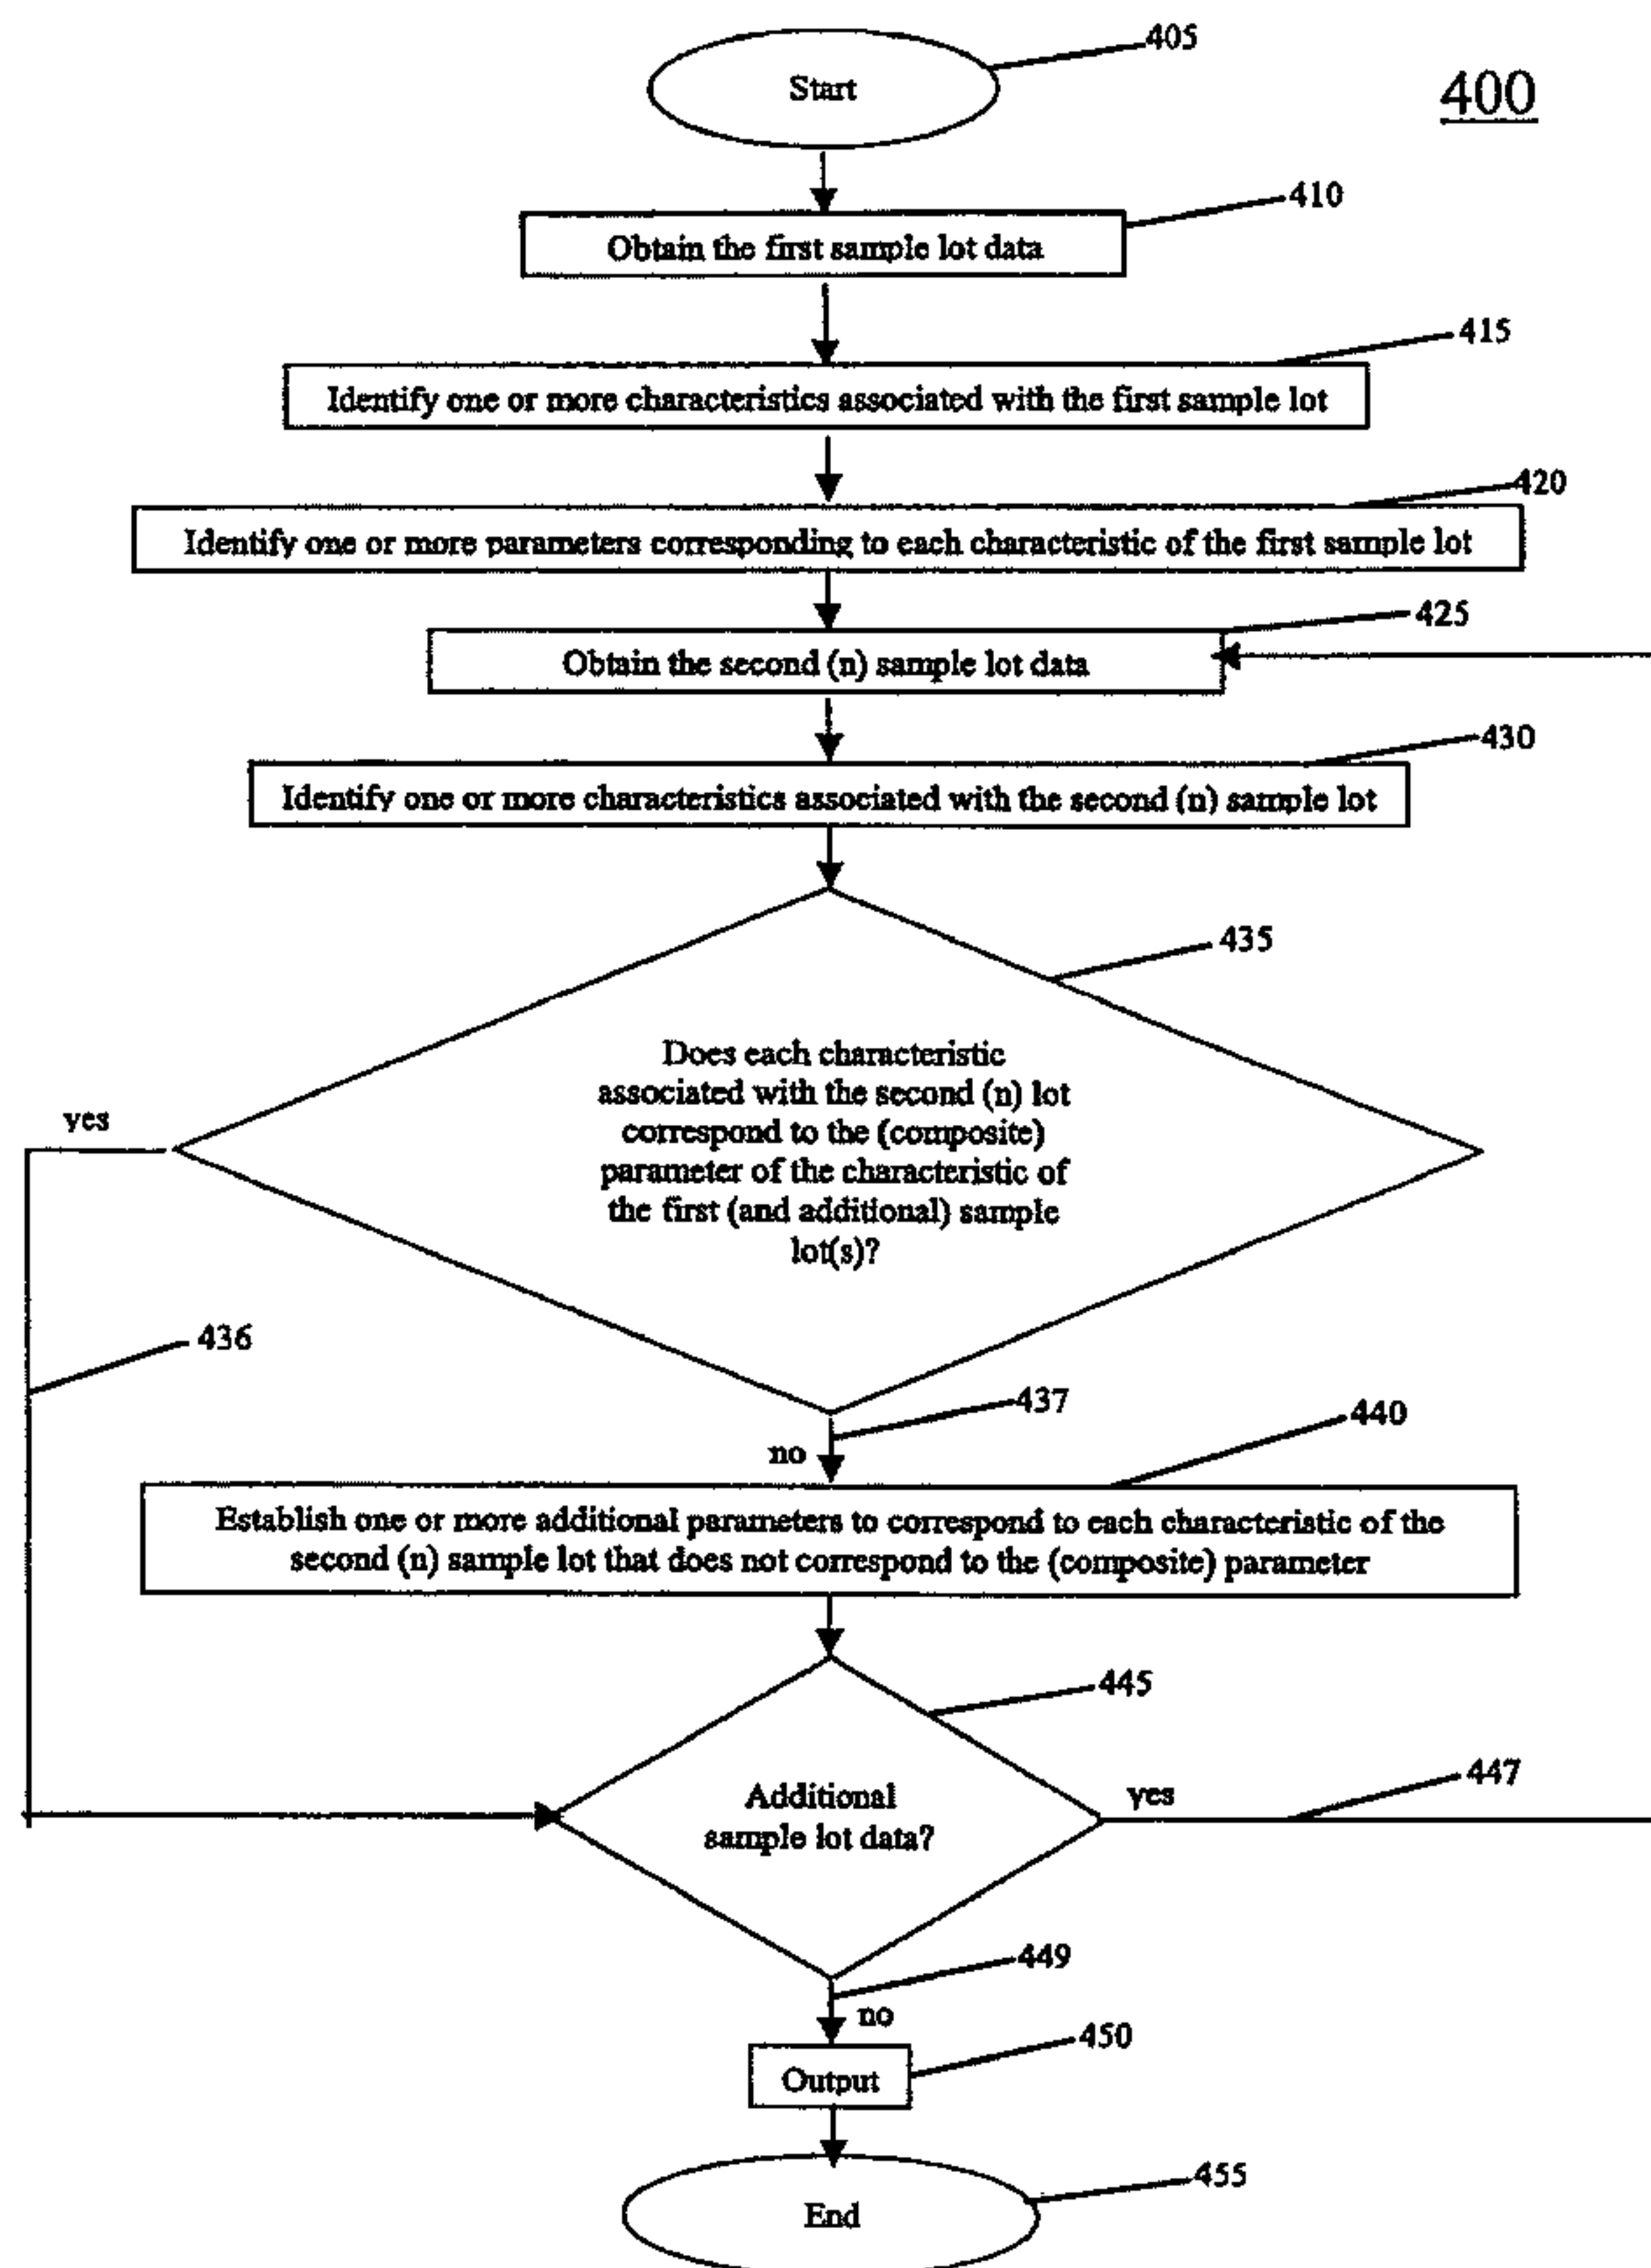 405
Start
400
410
Obtain the first sample lot data
415
Identify one or more characteristics associated with the first sample lot
420
Identify one or more parameters corresponding to each characteristic of the first sample lot
425
Obtain the second (n) sample lot data
430
Identify one or more characteristics associated with the second (n) sample lot
435
Does each characteristic
associated with the second (n) lot
correspond to the (composite)
parameter of the characteristic of
the first (and additional) sample
lot(s)?
yes
436
437
no
440
Establish one or more additional parameters to correspond to each characteristic of the
second (n) sample lot that does not correspond to the (composite) parameter
445
Additional
sample lot data?
yes
447
449
no
450
Output
455
End